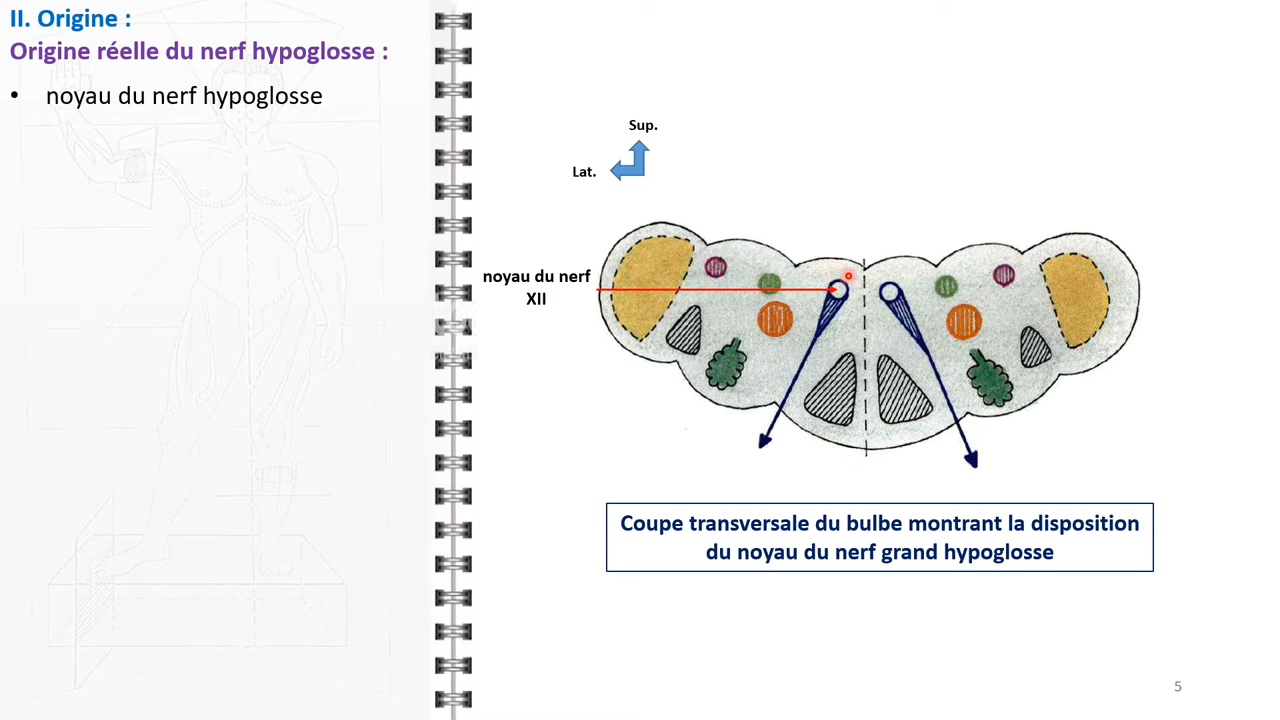 II. Origine :
Origine réelle du nerf hypoglosse :
• noyau du nerf hypoglosse
Sup.
Lat.
noyau du nerf
XII
Coupe transversale du bulbe montrant la disposition
du noyau du nerf grand hypoglosse
5